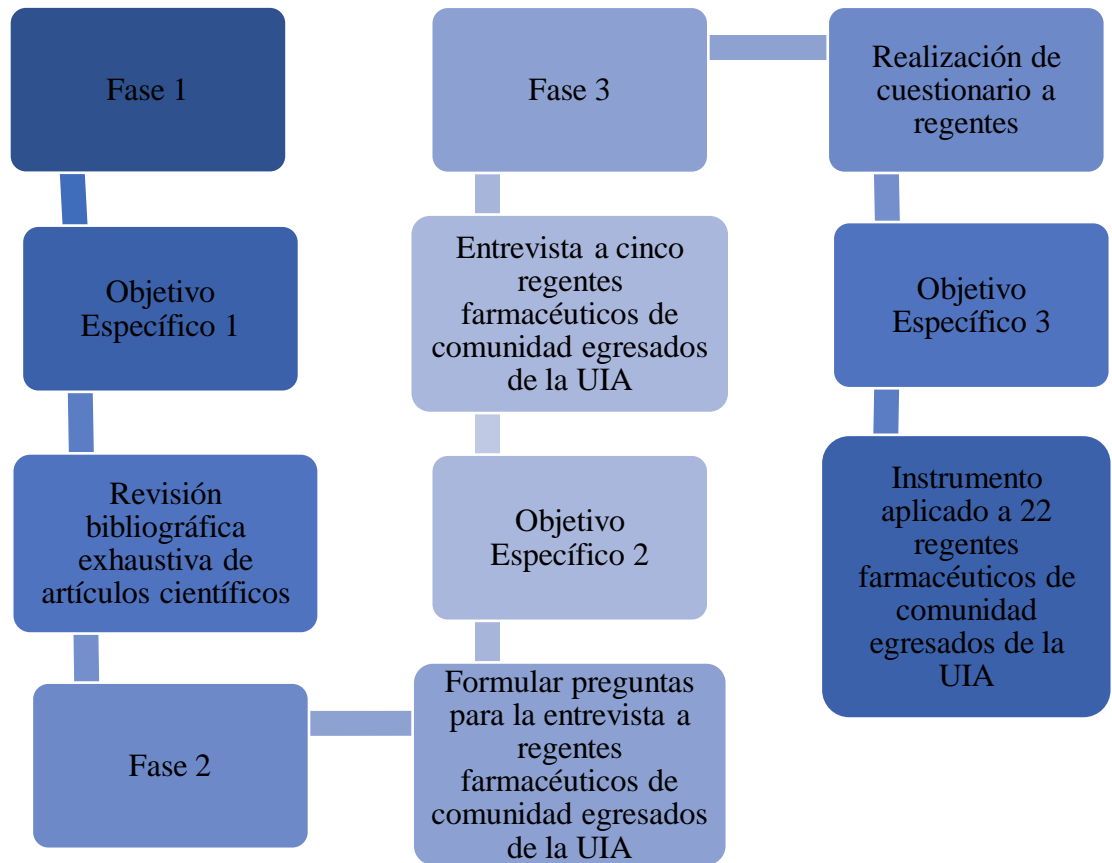 Fase 1
Objetivo
Específico 1
Revisión
bibliográfica
exhaustiva de
artículos científicos
Fase 2
Formular preguntas
para la entrevista a
regentes
farmacéuticos de
comunidad egresados
de la UIA
Objetivo
Específico 2
Entrevista a cinco
regentes
farmacéuticos de
comunidad egresados
de la UIA
Fase 3
Realización de
cuestionario a
regentes
Objetivo
Específico 3
Instrumento
aplicado a 22
regentes
farmacéuticos de
comunidad
egresados de la
UIA